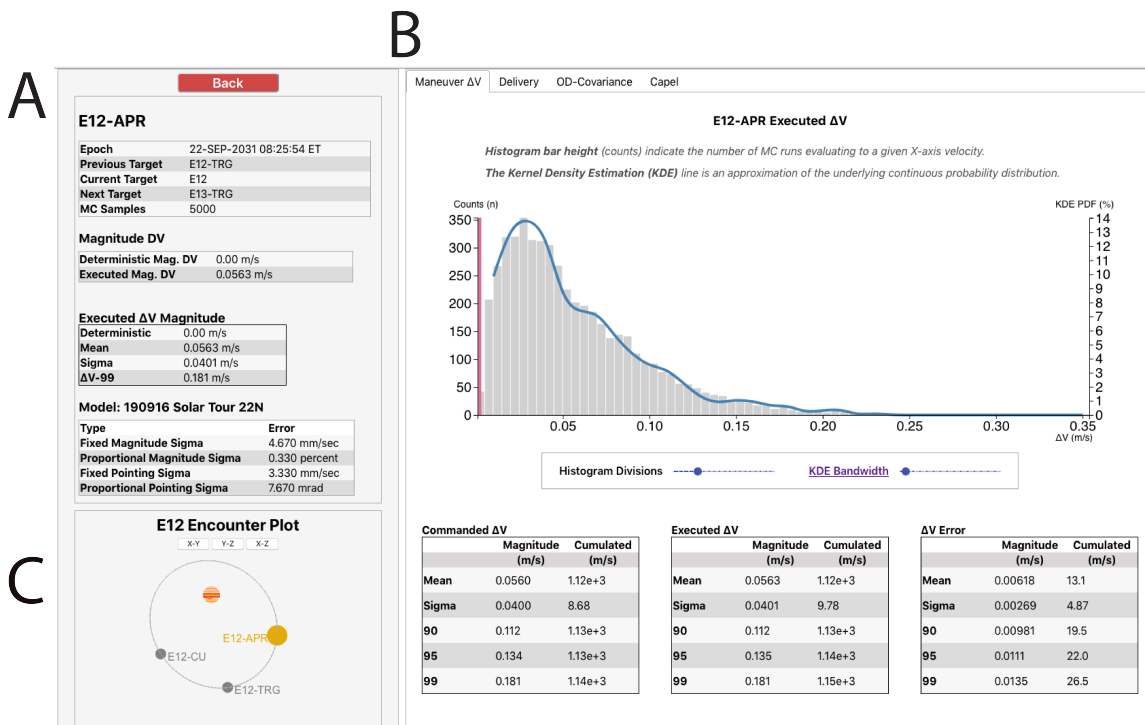 B
A
Back
E12-APR
Epoch 22-SEP-2031 08:25:54 ET
Previous Target E12-TRG
Current Target E12
Next Target E13-TRG
MC Samples 5000
Magnitude DV
Deterministic Mag. DV 0.00 m/s
Executed Mag. DV 0.0563 m/s
Executed ΔV Magnitude
Deterministic 0.00 m/s
Mean 0.0563 m/s
Sigma 0.0401 m/s
ΔV-99 0.181 m/s
Model: 190916 Solar Tour 22N
Type Error
Fixed Magnitude Sigma 4.670 mm/sec
Proportional Magnitude Sigma 0.330 percent
Fixed Pointing Sigma 3.330 mm/sec
Proportional Pointing Sigma 7.670 mrad
C
E12 Encounter Plot
X-Y Y-Z X-Z
E12-APR
E12-CU
E12-TRG
Maneuver ΔV Delivery OD-Covariance Capel
E12-APR Executed ΔV
Histogram bar height (counts) indicate the number of MC runs evaluating to a given X-axis velocity.
The Kernel Density Estimation (KDE) line is an approximation of the underlying continuous probability distribution.
Counts (n)
350
300
250
200
150
100
50
0
KDE PDF (%)
14
13
12
11
10
9
8
7
6
5
4
3
2
1
0
0.05 0.10 0.15 0.20 0.25 0.30 0.35
ΔV (m/s)
Histogram Divisions KDE Bandwidth
Commanded ΔV
Magnitude Cumulated
(m/s) (m/s)
Mean 0.0560 1.12e+3
Sigma 0.0400 8.68
90 0.112 1.13e+3
95 0.134 1.13e+3
99 0.181 1.14e+3
Executed ΔV
Magnitude Cumulated
(m/s) (m/s)
Mean 0.0563 1.12e+3
Sigma 0.0401 9.78
90 0.112 1.13e+3
95 0.135 1.14e+3
99 0.181 1.15e+3
ΔV Error
Magnitude Cumulated
(m/s) (m/s)
Mean 0.00618 13.1
Sigma 0.00269 4.87
90 0.00981 19.5
95 0.0111 22.0
99 0.0135 26.5